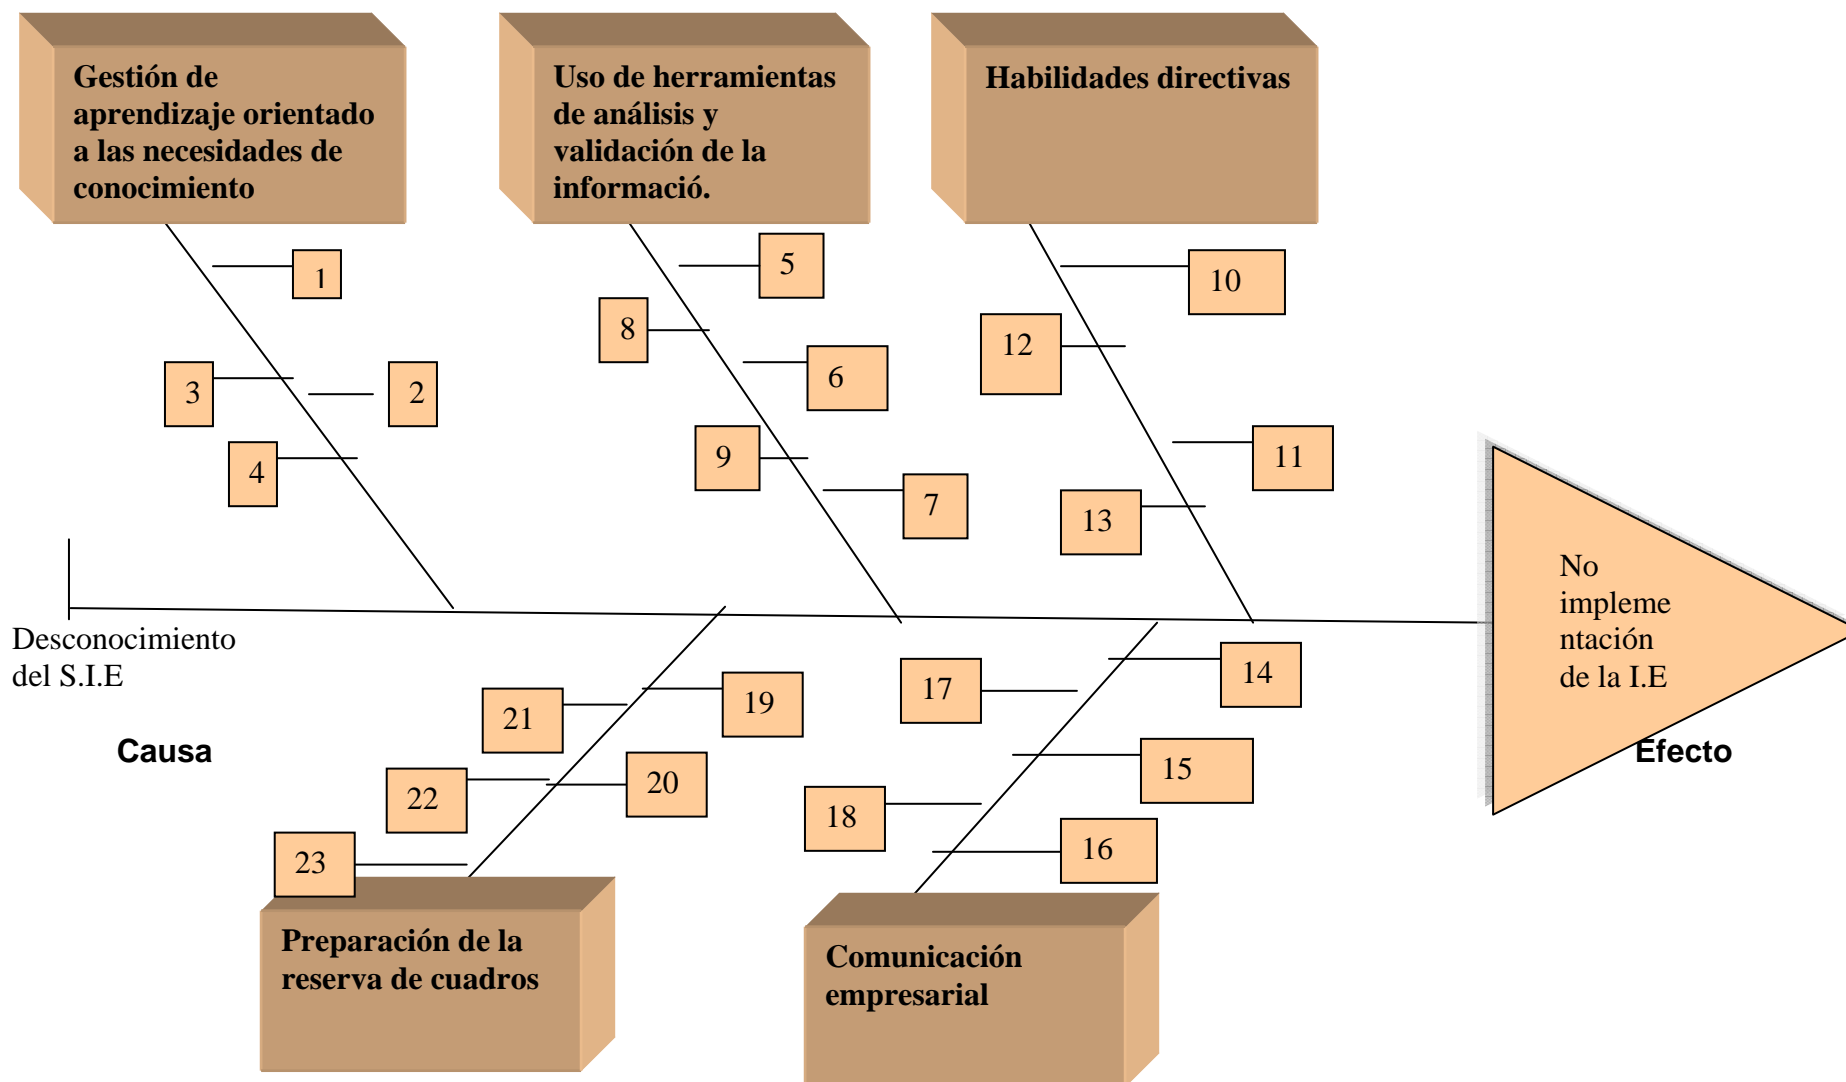 Gestión de
aprendizaje orientado
a las necesidades de
conocimiento
Uso de herramientas
de análisis y
validación de la
informació.
Habilidades directivas
1
5
10
8
12
3
2
6
4
9
11
7
13
No
impleme
ntación
de la I.E
Desconocimiento
del S.I.E
Causa
Efecto
14
17
19
21
15
20
22
18
16
23
Preparación de la
reserva de cuadros
Comunicación
empresarial